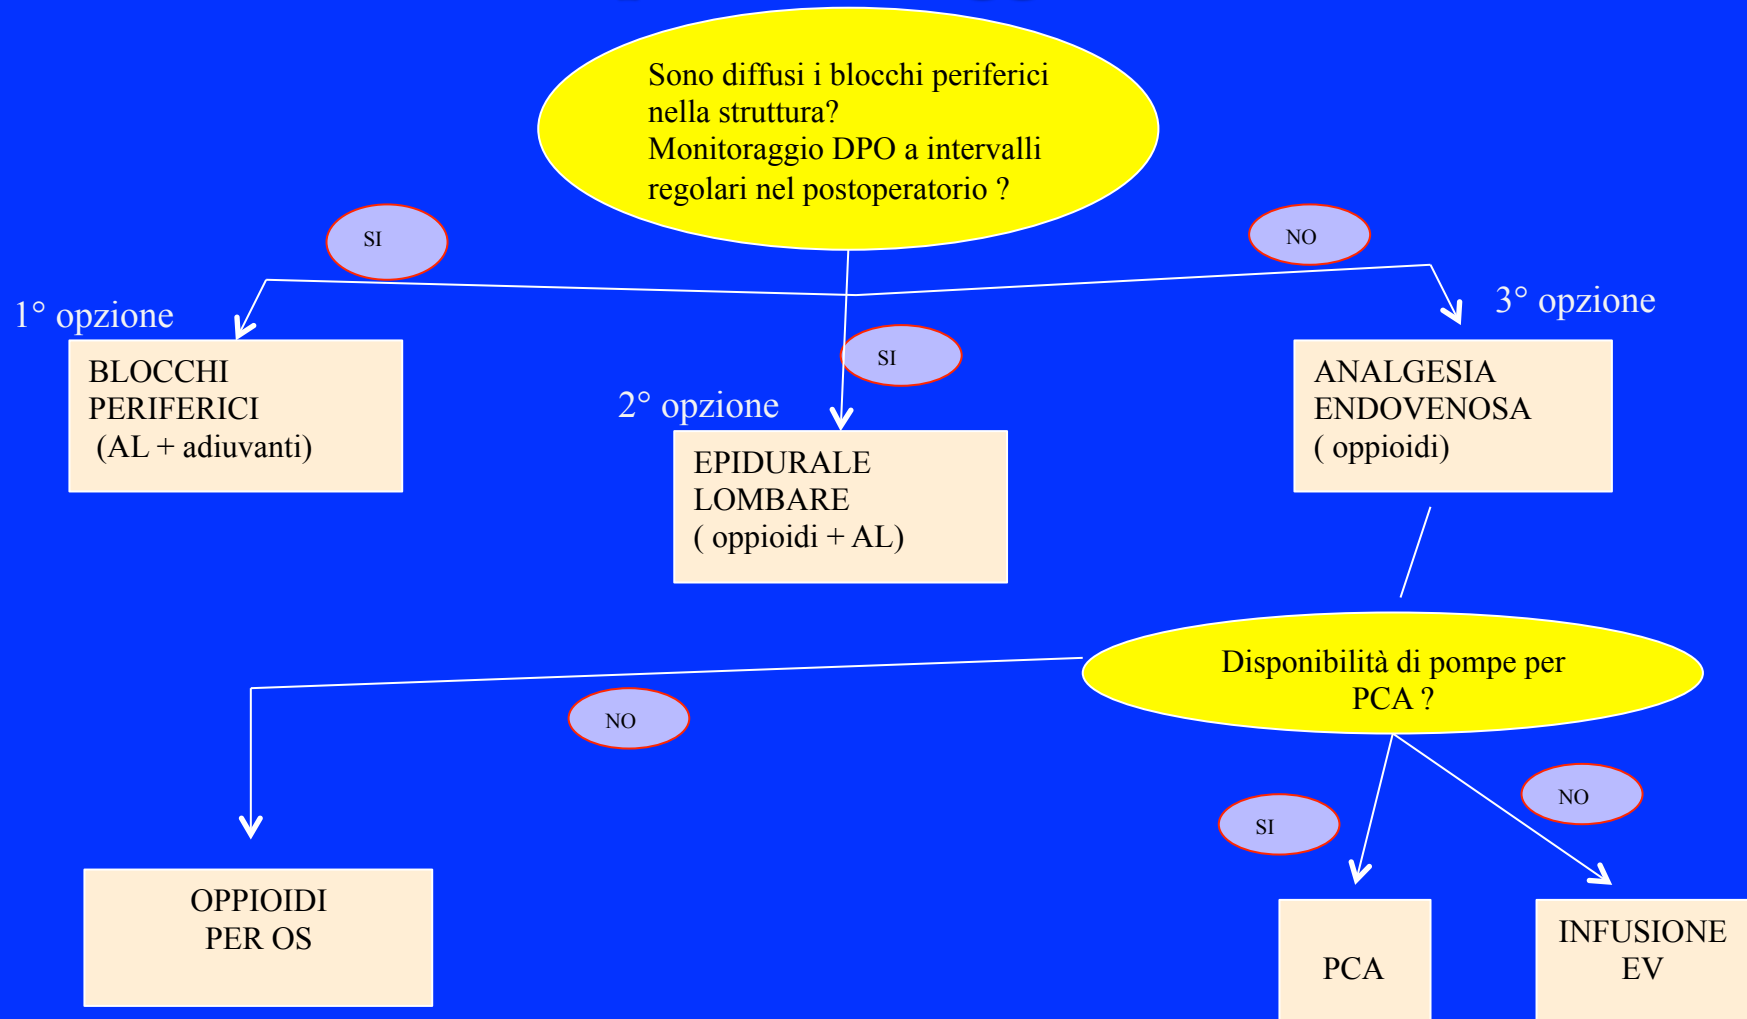 Sono diffusi i blocchi periferici
nella struttura?
Monitoraggio DPO a intervalli
regolari nel postoperatorio ?
SI
NO
1° opzione
3° opzione
BLOCCHI
PERIFERICI
(AL + adiuvanti)
SI
2° opzione
EPIDURALE
LOMBARE
( oppioidi + AL)
ANALGESIA
ENDOVENOSA
( oppioidi)
Disponibilità di pompe per
PCA ?
NO
SI
NO
OPPIOIDI
PER OS
PCA
INFUSIONE
EV